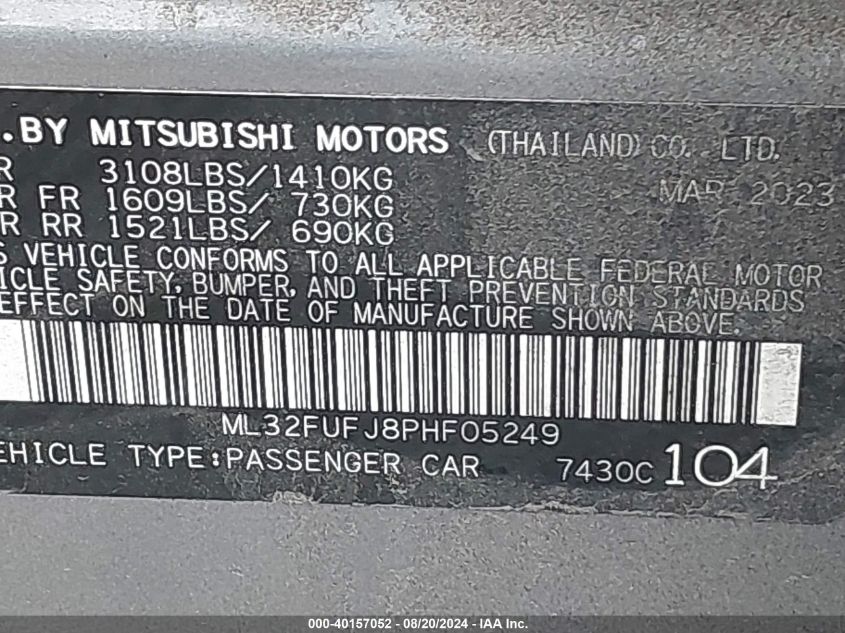 .BY MITSUBISHI MOTORS (THAILAND) CO. LTD.
R 3108LBS/1410KG MAR 2023
R FR 1609LBS/ 730KG
R RR 1521LBS/ 690KG
S VEHICLE CONFORMS TO ALL APPLICABLE FEDERAL MOTOR
ICLE SAFETY, BUMPER, AND THEFT PREVENTION STANDARDS
EFFECT ON THE DATE OF MANUFACTURE SHOWN ABOVE.
ML32FUFJ8PHF05249
EHICLE TYPE:PASSENGER CAR 7430C 104
000-40157052 - 08/20/2024 - IAA Inc.